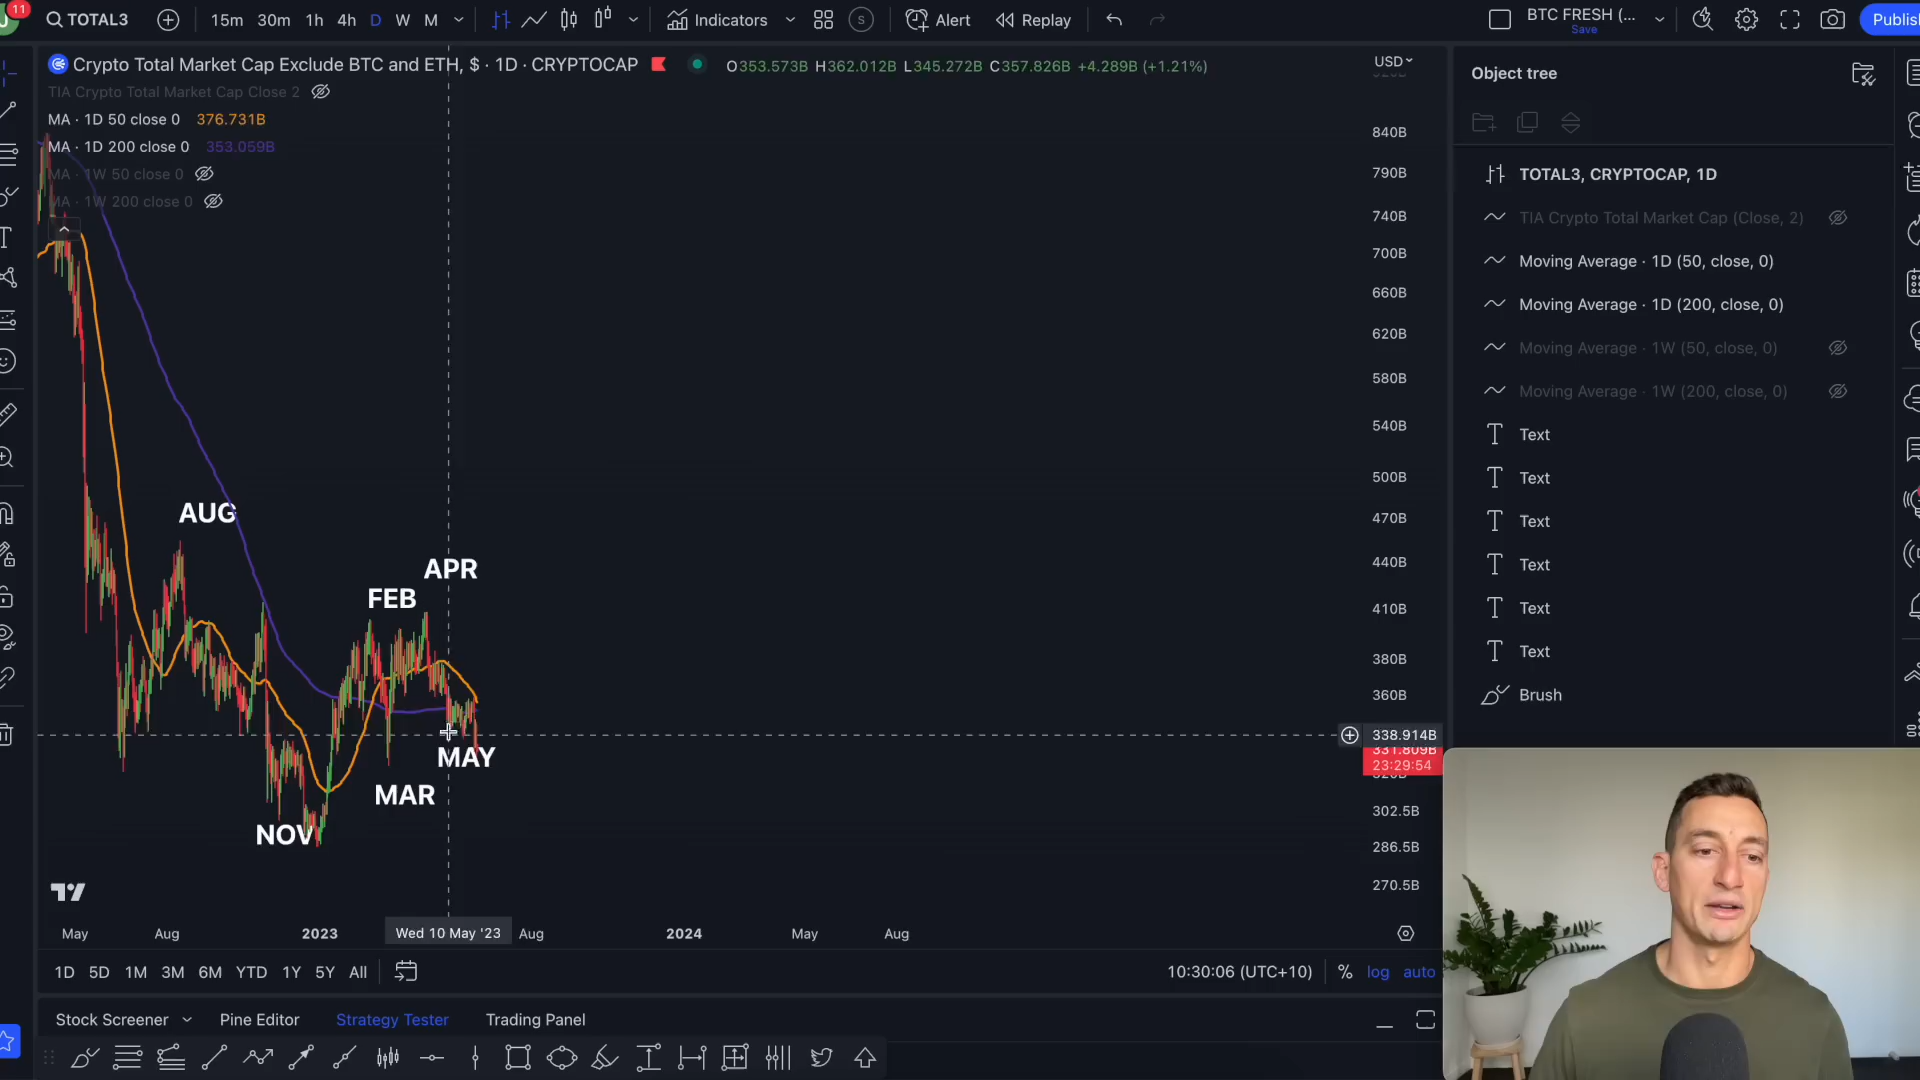 11
TOTAL3
15m 30m 1h 4h D W M
Indicators
S
Alert
Replay
BTC FRESH (...
Save
Publis
Crypto Total Market Cap Exclude BTC and ETH, $ · 1D · CRYPTOCAP
O353.573B H362.012B L345.272B C357.826B +4.289B (+1.21%)
USD
TIA Crypto Total Market Cap Close 2
MA · 1D 50 close 0 376.731B
MA · 1D 200 close 0 353.059B
MA · 1W 50 close 0
MA · 1W 200 close 0
840B
790B
740B
700B
660B
620B
580B
540B
500B
470B
440B
410B
380B
360B
338.914B
331.809B
23:29:54
302.5B
286.5B
270.5B
AUG
APR
FEB
MAY
MAR
NOV
May Aug 2023 Wed 10 May '23 Aug 2024 May Aug
1D 5D 1M 3M 6M YTD 1Y 5Y All
10:30:06 (UTC+10) % log auto
Stock Screener Pine Editor Strategy Tester Trading Panel
Object tree
TOTAL3, CRYPTOCAP, 1D
TIA Crypto Total Market Cap (Close, 2)
Moving Average · 1D (50, close, 0)
Moving Average · 1D (200, close, 0)
Moving Average · 1W (50, close, 0)
Moving Average · 1W (200, close, 0)
Text
Text
Text
Text
Text
Text
Brush